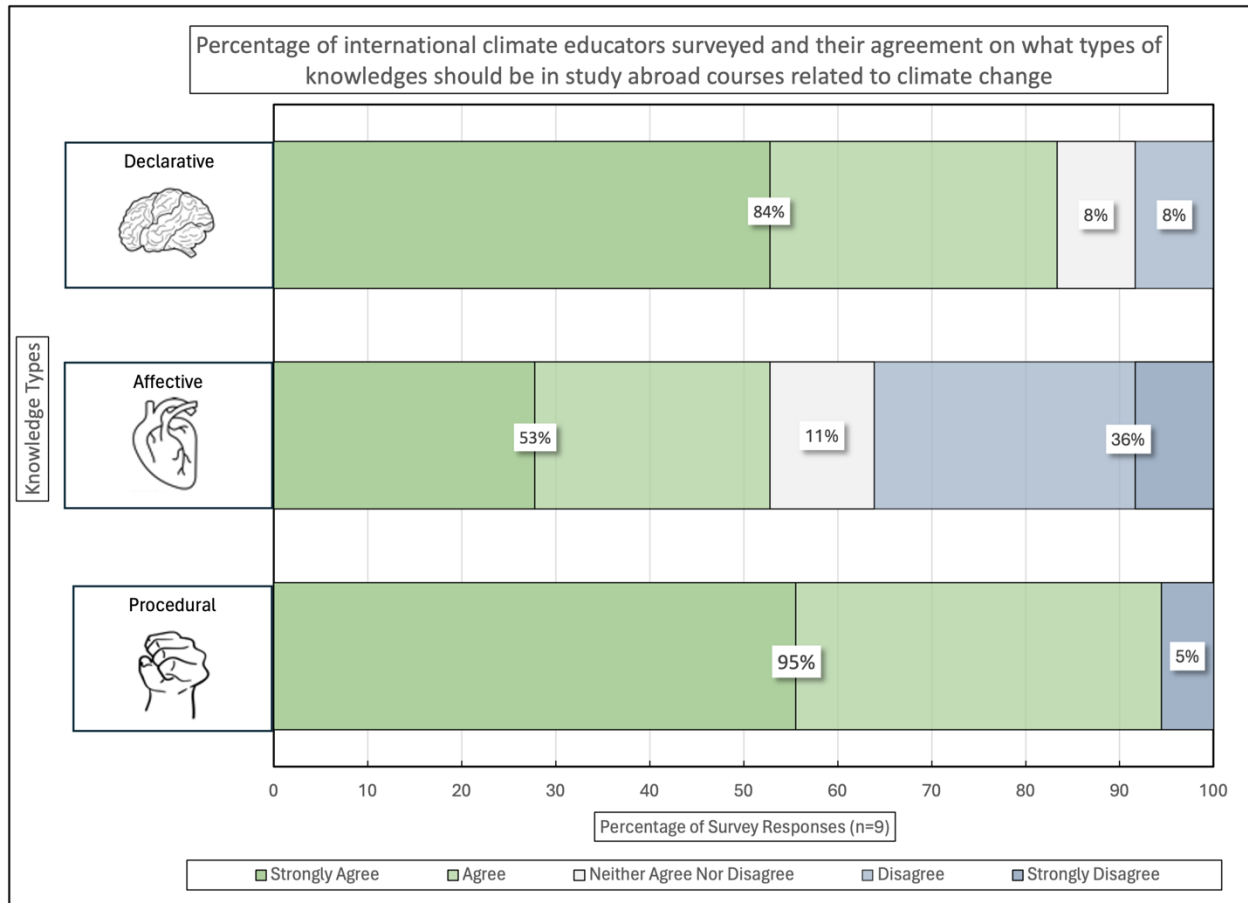 Percentage of international climate educators surveyed and their agreement on what types of
knowledges should be in study abroad courses related to climate change
Knowledge Types
Declarative
84%
8%
8%
Affective
53%
11%
36%
Procedural
95%
5%
0 10 20 30 40 50 60 70 80 90 100
Percentage of Survey Responses (n=9)
Strongly Agree Agree Neither Agree Nor Disagree Disagree Strongly Disagree